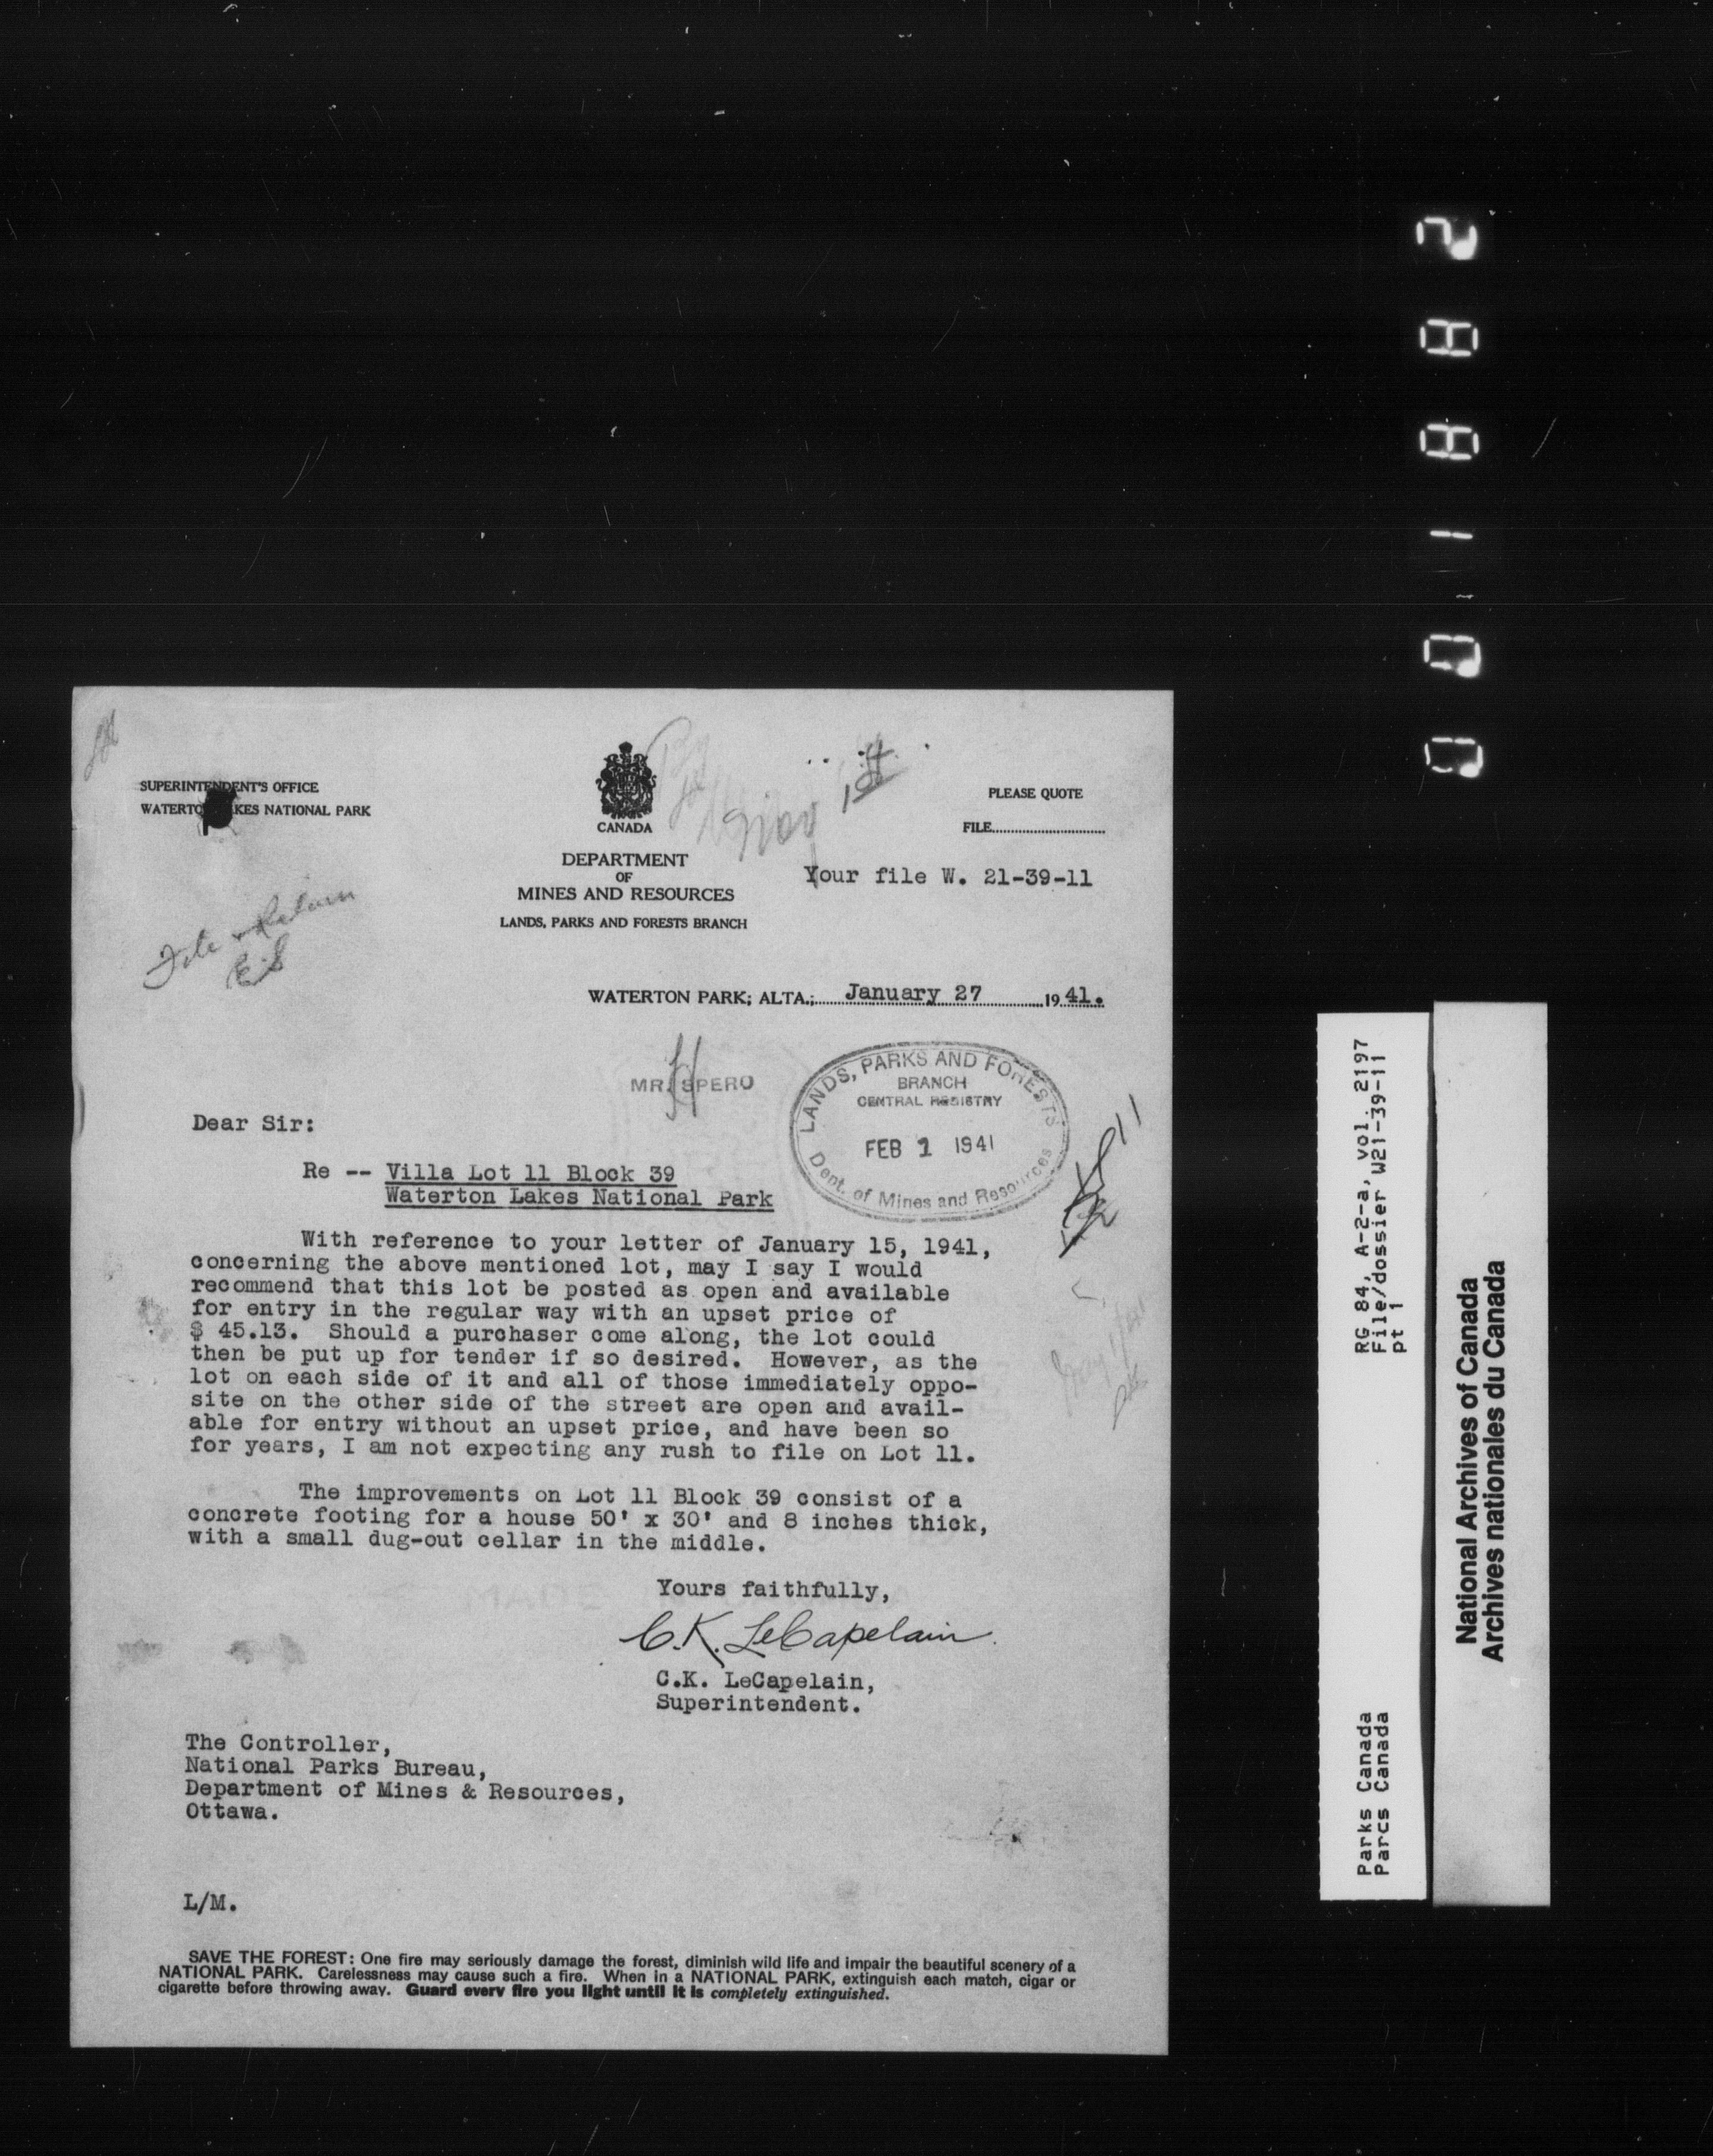 SUPERINTENDENT'S OFFICE
WATERTON LAKES NATIONAL PARK
CANADA
DEPARTMENT
OF
MINES AND RESOURCES
LANDS, PARKS AND FORESTS BRANCH
PLEASE QUOTE
FILE
Your file W. 21-39-11
1st
WATERTON PARK; ALTA.; January 27 1941.
MR. SPERO
LANDS, PARKS AND FORESTS
BRANCH
CENTRAL REGISTRY
FEB 1 1941
Dept. of Mines and Resources
Dear Sir:
Re -- Villa Lot 11 Block 39
Waterton Lakes National Park
With reference to your letter of January 15, 1941,
concerning the above mentioned lot, may I say I would
recommend that this lot be posted as open and available
for entry in the regular way with an upset price of
$ 45.13. Should a purchaser come along, the lot could
then be put up for tender if so desired. However, as the
lot on each side of it and all of those immediately oppo-
site on the other side of the street are open and avail-
able for entry without an upset price, and have been so
for years, I am not expecting any rush to file on Lot 11.
The improvements on Lot 11 Block 39 consist of a
concrete footing for a house 50' x 30' and 8 inches thick,
with a small dug-out cellar in the middle.
Yours faithfully,
C.K. LeCapelain
C.K. LeCapelain,
Superintendent.
The Controller,
National Parks Bureau,
Department of Mines & Resources,
Ottawa.
L/M.
SAVE THE FOREST: One fire may seriously damage the forest, diminish wild life and impair the beautiful scenery of a
NATIONAL PARK. Carelessness may cause such a fire. When in a NATIONAL PARK, extinguish each match, cigar or
cigarette before throwing away. Guard every fire you light until it is completely extinguished.
RG 84, A-2-a, vol. 2197
File/dossier W21-39-11
pt 1
Parks Canada
Parcs Canada
National Archives of Canada
Archives nationales du Canada